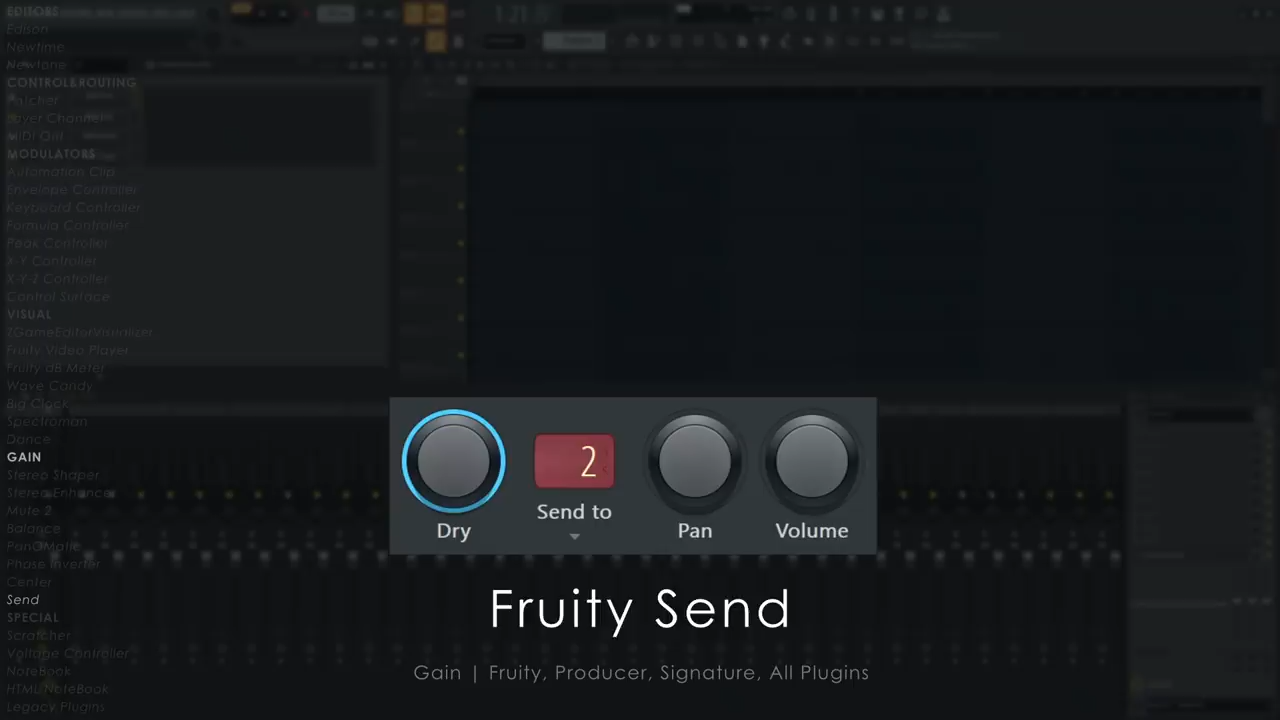 EDITORS
Edison
Newtime
Newtone
CONTROL&ROUTING
Patcher
Layer Channel
MIDI Out
MODULATORS
Automation Clip
Envelope Controller
Keyboard Controller
Formula Controller
Peak Controller
X-Y Controller
X-Y-Z Controller
Control Surface
VISUAL
ZGameEditorVisualizer
Fruity Video Player
Fruity dB Meter
Wave Candy
Big Clock
Spectroman
Dance
GAIN
Stereo Shaper
Stereo Enhancer
Mute 2
Balance
PanOMatic
Phase Inverter
Center
Send
SPECIAL
Scratcher
Voltage Controller
NoteBook
HTML NoteBook
Legacy Plugins
1:21
2
Dry
Send to
Pan
Volume
Fruity Send
Gain | Fruity, Producer, Signature, All Plugins